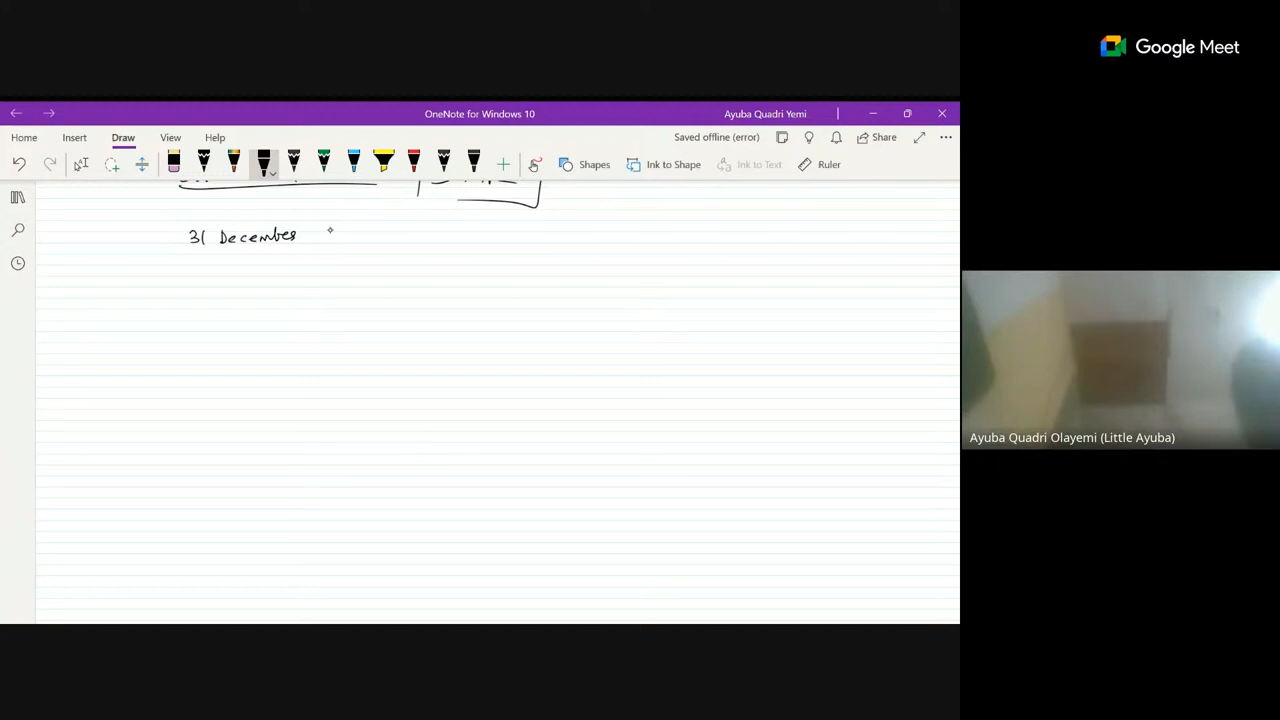 Google Meet
OneNote for Windows 10
Ayuba Quadri Yemi
Home Insert Draw View Help
Saved offline (error)
Share
Shapes
Ink to Shape
Ink to Text
Ruler
31 December
Ayuba Quadri Olayemi (Little Ayuba)